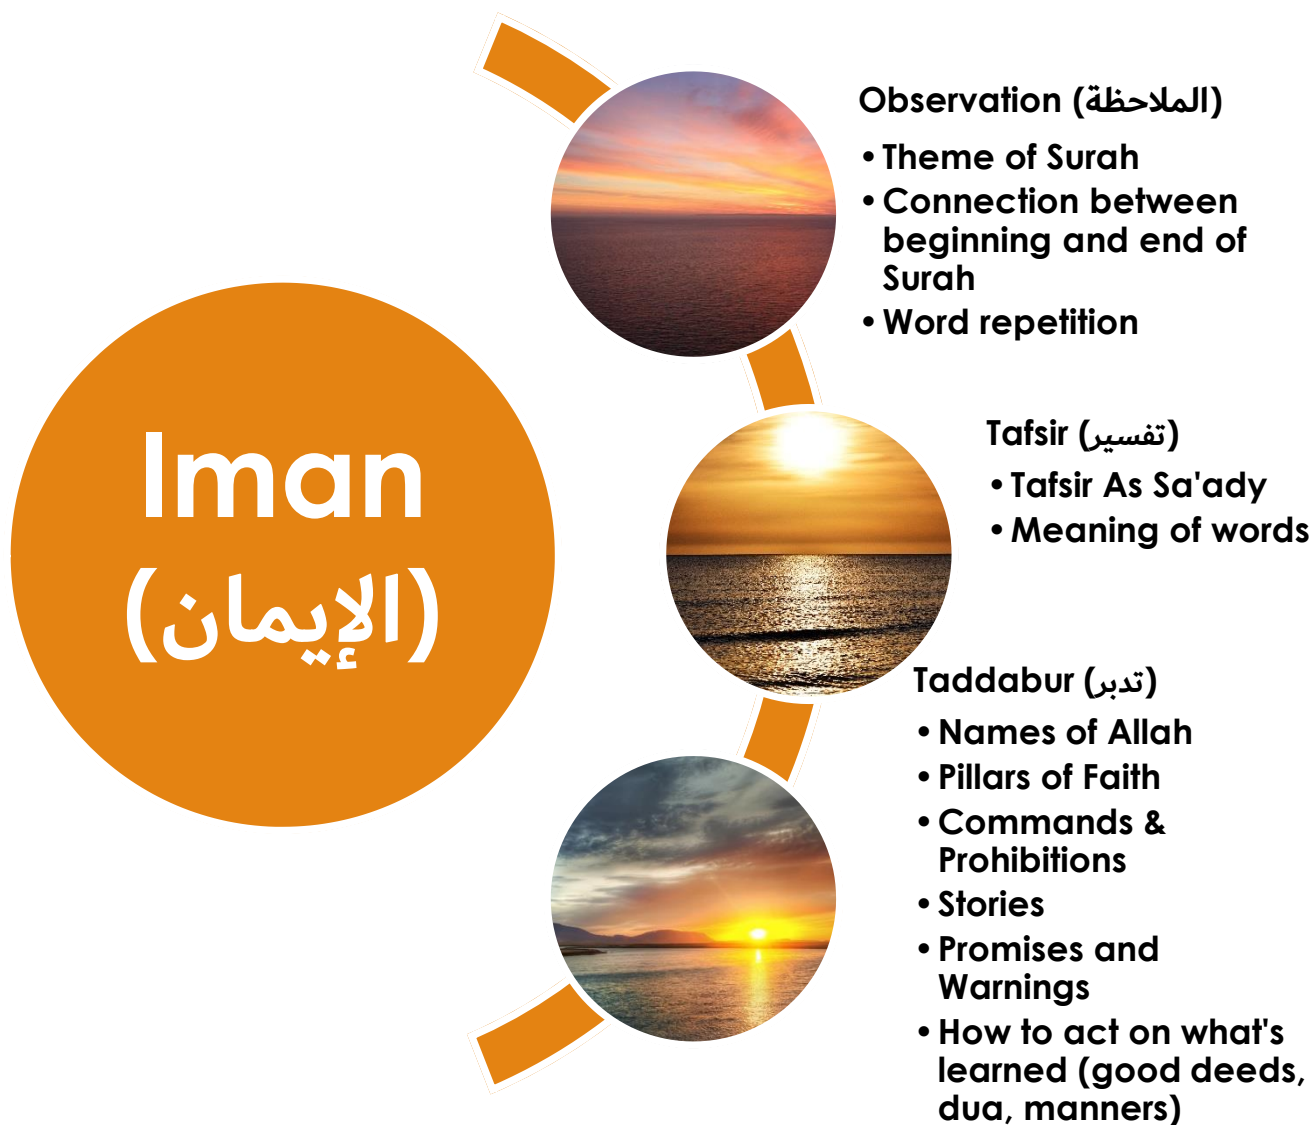 Iman
(الإيمان)
Observation (الملاحظة)
• Theme of Surah
• Connection between
beginning and end of
Surah
• Word repetition
Tafsir (تفسير)
• Tafsir As Sa'ady
• Meaning of words
Taddabur (تدبر)
• Names of Allah
• Pillars of Faith
• Commands &
Prohibitions
• Stories
• Promises and
Warnings
• How to act on what's
learned (good deeds,
dua, manners)